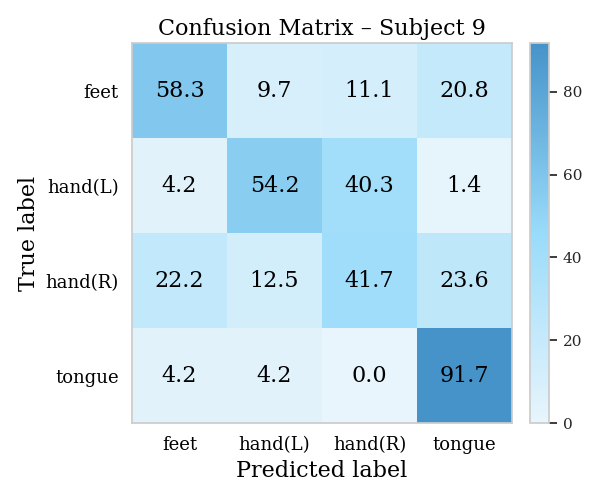 Confusion Matrix – Subject 9
True label
feet 58.3 9.7 11.1 20.8
hand(L) 4.2 54.2 40.3 1.4
hand(R) 22.2 12.5 41.7 23.6
tongue 4.2 4.2 0.0 91.7
feet hand(L) hand(R) tongue
Predicted label
80
60
40
20
0